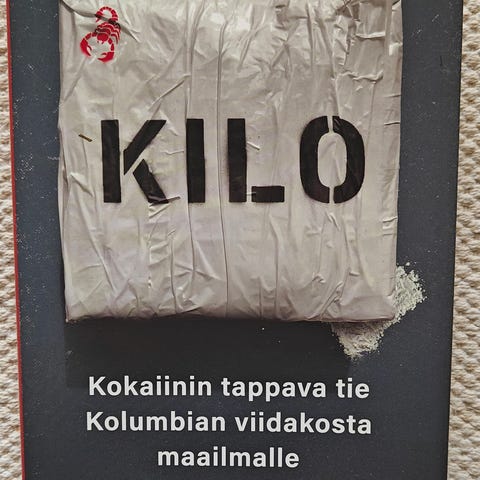 KILO
Kokaiinin tappava tie
Kolumbian viidakosta
maailmalle